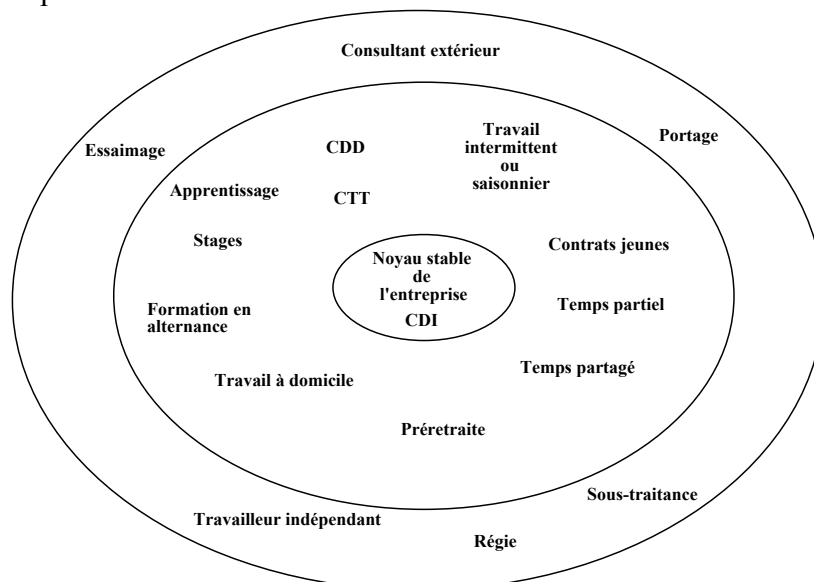 Consultant extérieur
Essaimage
CDD
Travail
intermittent
ou
saisonnier
Portage
Apprentissage
CTT
Stages
Contrats jeunes
Noyau stable
de
l'entreprise
CDI
Formation en
alternance
Temps partiel
Temps partagé
Travail à domicile
Préretraite
Sous-traitance
Travailleur indépendant
Régie